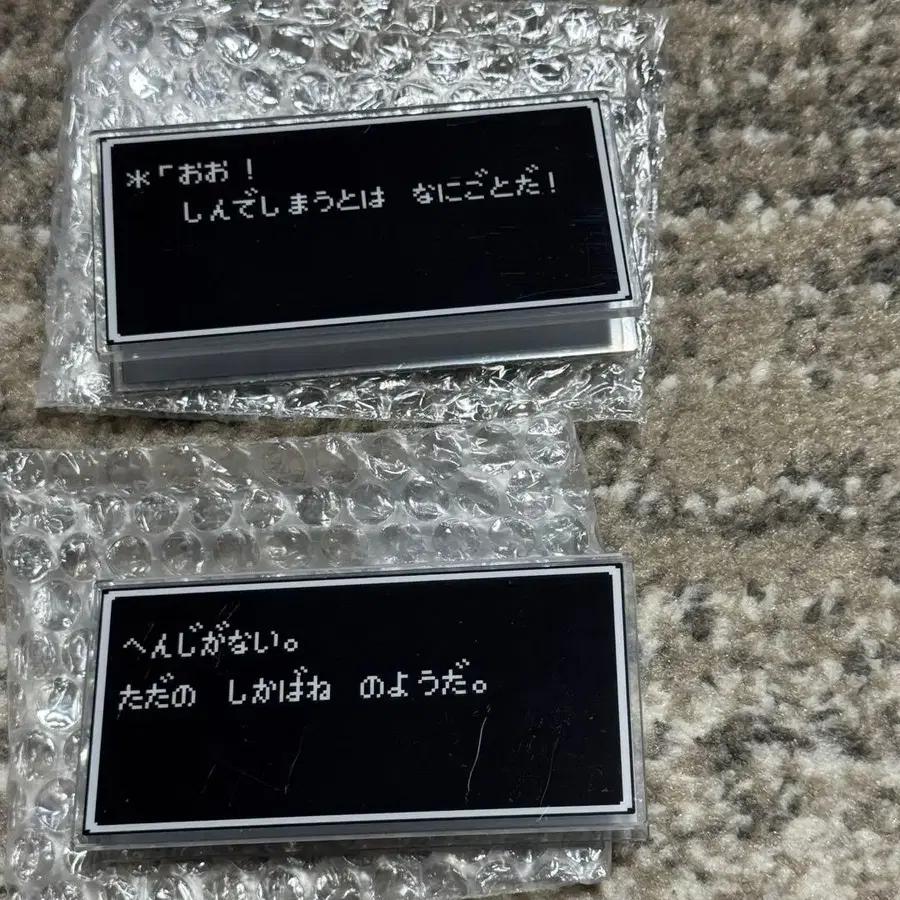 *「おお！
しんでしまうとは　なにごとだ！
へんじがない。
ただの　しかばね　のようだ。